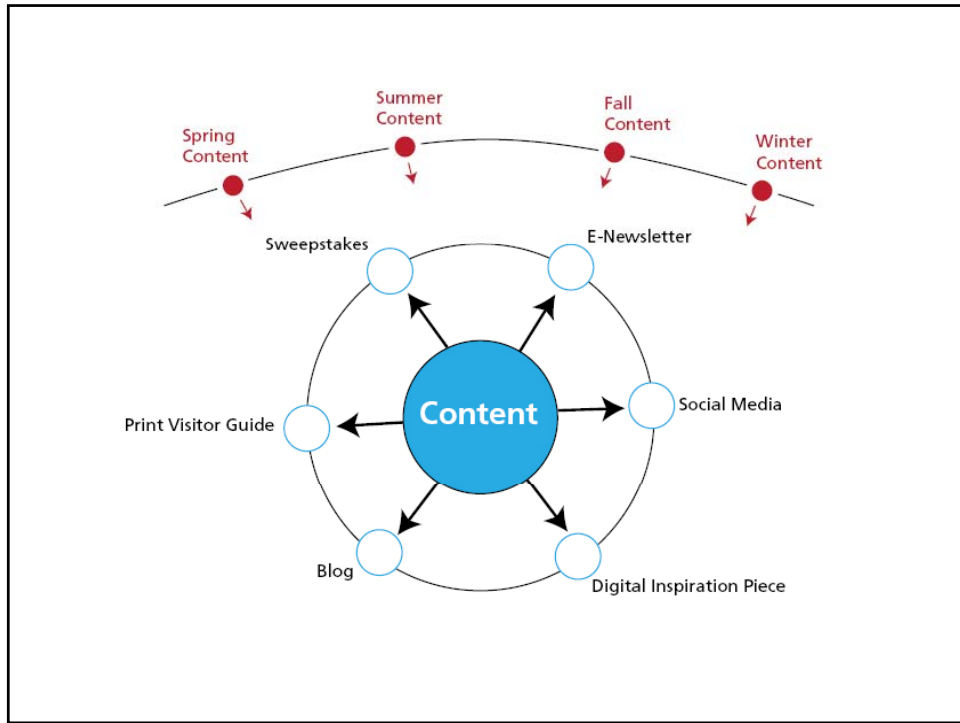 Summer
Content
Fall
Content
Spring
Content
Winter
Content
Sweepstakes
E-Newsletter
Content
Social Media
Print Visitor Guide
Blog
Digital Inspiration Piece